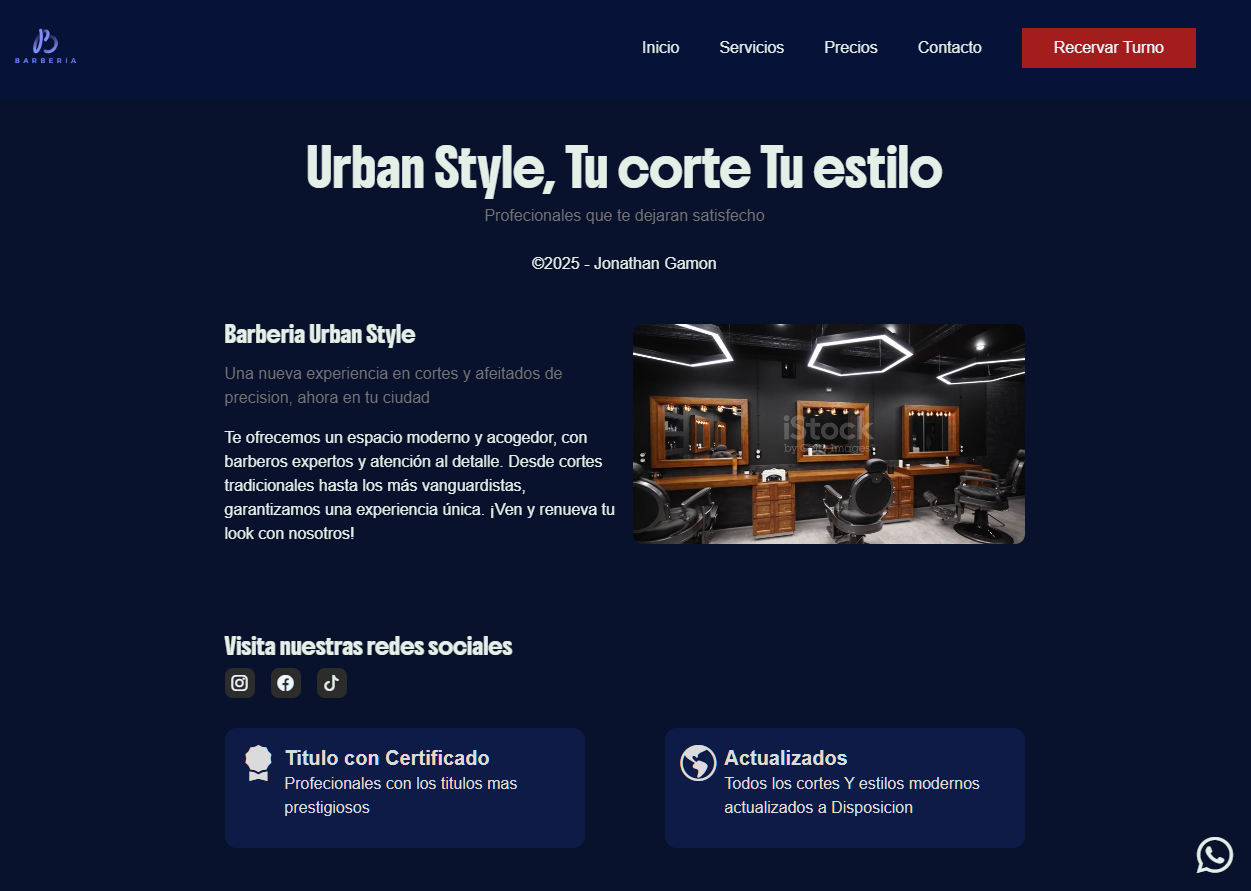 BARBERIA
Inicio
Servicios
Precios
Contacto
Recervar Turno
Urban Style, Tu corte Tu estilo
Profecionales que te dejaran satisfecho
©2025 - Jonathan Gamon
Barberia Urban Style
Una nueva experiencia en cortes y afeitados de
precision, ahora en tu ciudad
Te ofrecemos un espacio moderno y acogedor, con
barberos expertos y atención al detalle. Desde cortes
tradicionales hasta los más vanguardistas,
garantizamos una experiencia única. ¡Ven y renueva tu
look con nosotros!
iStock
by Getty Images
Visita nuestras redes sociales
Titulo con Certificado
Profecionales con los titulos mas
prestigiosos
Actualizados
Todos los cortes Y estilos modernos
actualizados a Disposicion